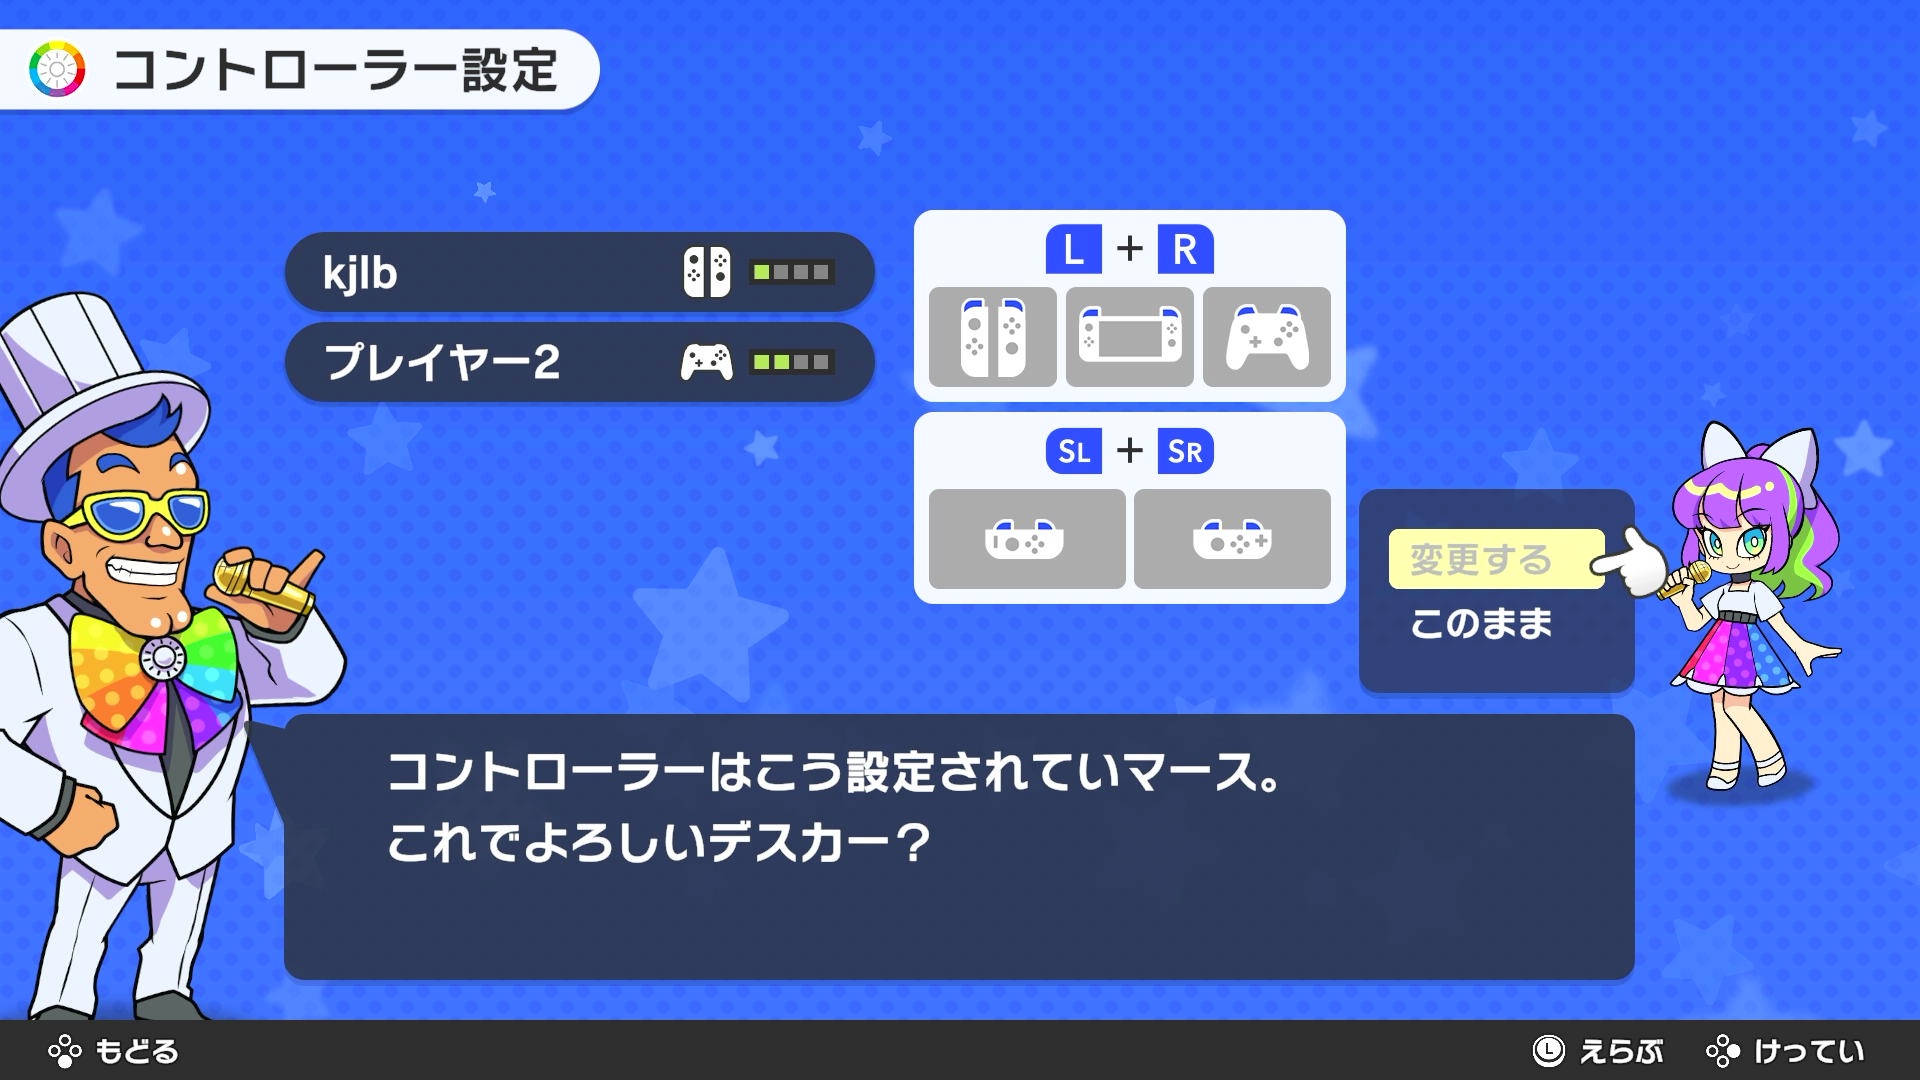 コントローラー設定
kjlb
プレイヤー2
L + R
SL + SR
変更する
このまま
コントローラーはこう設定されていマース。
これでよろしいデスカー？
もどる
L えらぶ
けってい